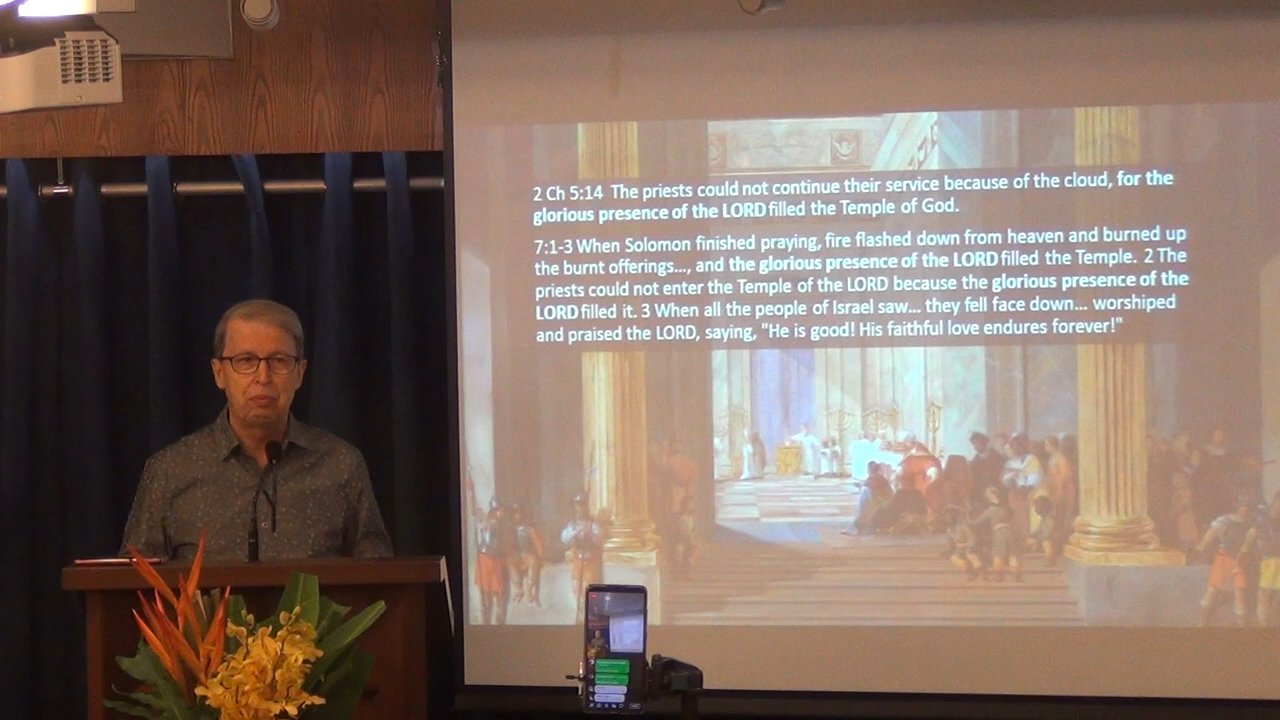 2 Ch 5:14 The priests could not continue their service because of the cloud, for the
glorious presence of the LORD filled the Temple of God.
7:1-3 When Solomon finished praying, fire flashed down from heaven and burned up
the burnt offerings..., and the glorious presence of the LORD filled the Temple. 2 The
priests could not enter the Temple of the LORD because the glorious presence of the
LORD filled it. 3 When all the people of Israel saw... they fell face down... worshiped
and praised the LORD, saying, "He is good! His faithful love endures forever!"